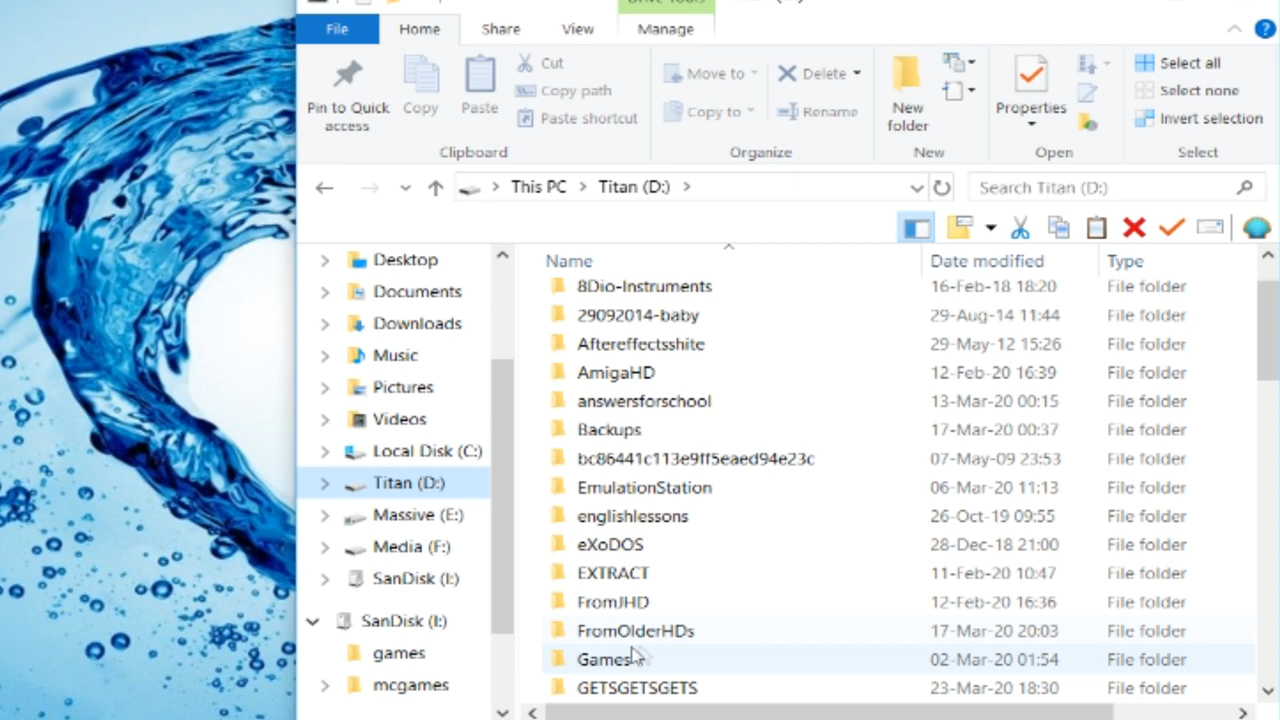 File Home Share View Manage
Pin to Quick access
Copy
Paste
Cut
Copy path
Paste shortcut
Move to
Copy to
Delete
Rename
New folder
Properties
Select all
Select none
Invert selection
Clipboard Organize New Open Select
This PC Titan (D:) Search Titan (D:)
Desktop
Documents
Downloads
Music
Pictures
Videos
Local Disk (C:)
Titan (D:)
Massive (E:)
Media (F:)
SanDisk (I:)
SanDisk (I:)
games
mcgames
Name Date modified Type
8Dio-Instruments 16-Feb-18 18:20 File folder
29092014-baby 29-Aug-14 11:44 File folder
Aftereffectsshite 29-May-12 15:26 File folder
AmigaHD 12-Feb-20 16:39 File folder
answersforschool 13-Mar-20 00:15 File folder
Backups 17-Mar-20 00:37 File folder
bc86441c113e9ff5eaed94e23c 07-May-09 23:53 File folder
EmulationStation 06-Mar-20 11:13 File folder
englishlessons 26-Oct-19 09:55 File folder
eXoDOS 28-Dec-18 21:00 File folder
EXTRACT 11-Feb-20 10:47 File folder
FromJHD 12-Feb-20 16:36 File folder
FromOlderHDs 17-Mar-20 20:03 File folder
Games 02-Mar-20 01:54 File folder
GETSGETSGETS 23-Mar-20 18:30 File folder